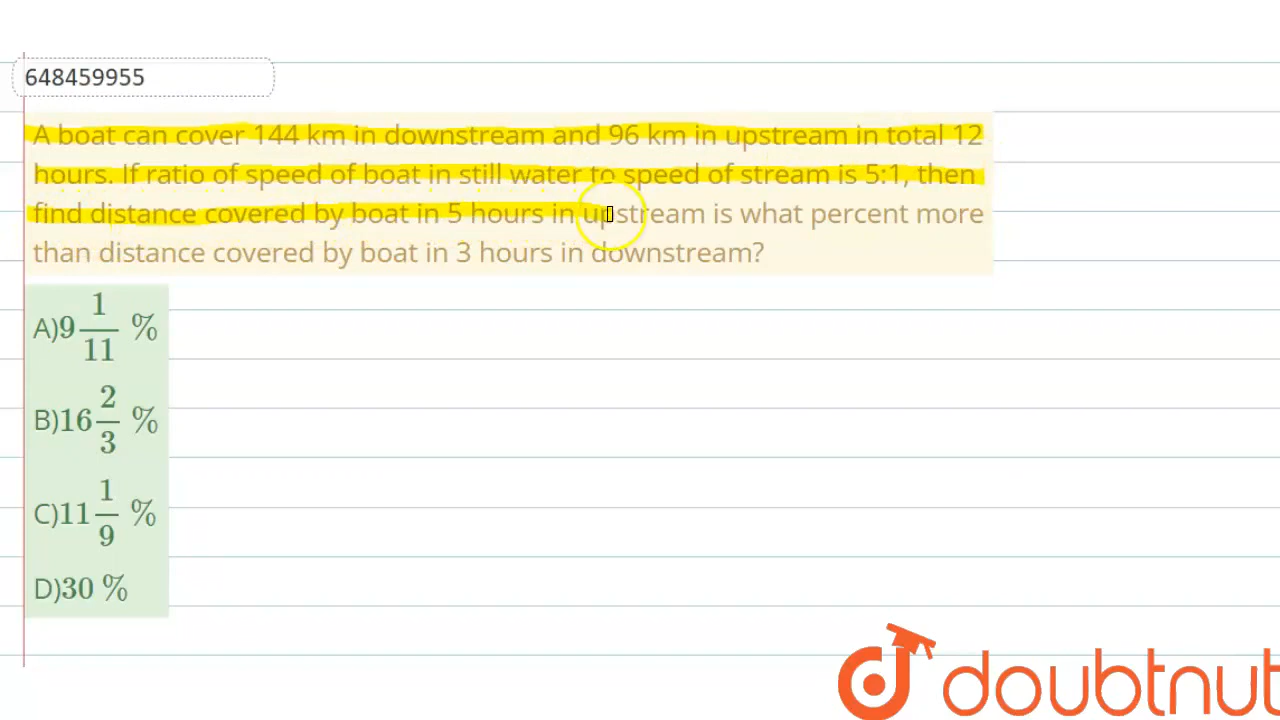 648459955
A boat can cover 144 km in downstream and 96 km in upstream in total 12
hours. If ratio of speed of boat in still water to speed of stream is 5:1, then
find distance covered by boat in 5 hours in upstream is what percent more
than distance covered by boat in 3 hours in downstream?
A) 9 1/11 %
B) 16 2/3 %
C) 11 1/9 %
D) 30 %
doubtnut